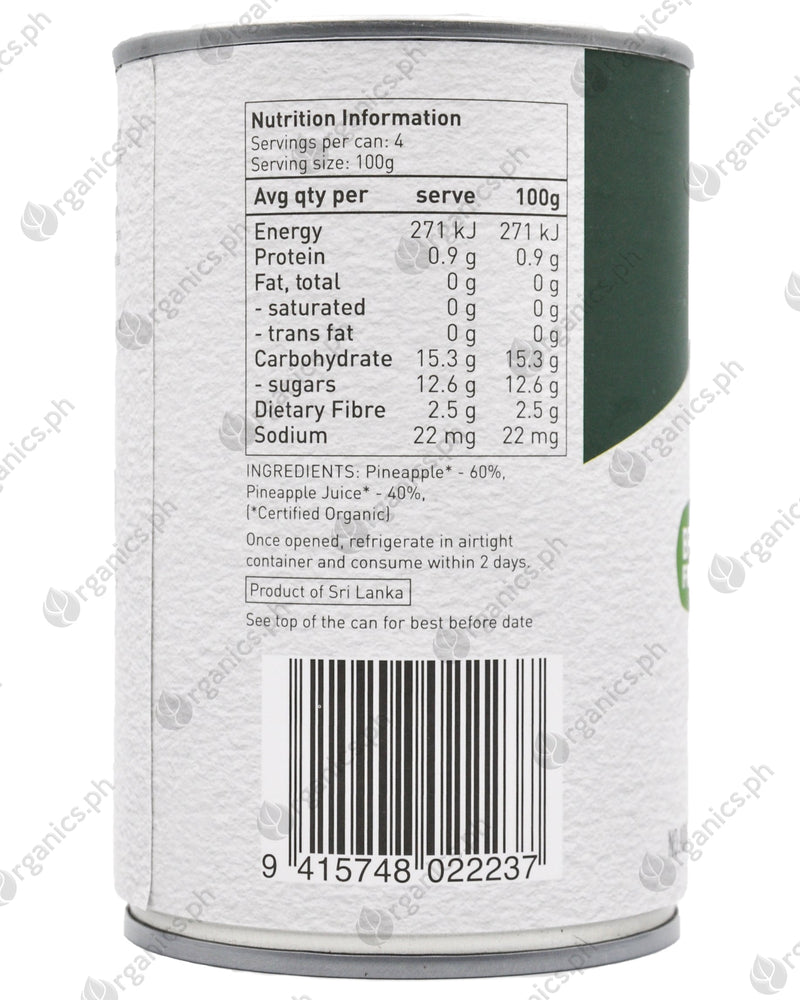 Nutrition Information
Servings per can: 4
Serving size: 100g
Avg qty per serve 100g
Energy 271 kJ 271 kJ
Protein 0.9 g 0.9 g
Fat, total 0 g 0 g
- saturated 0 g 0 g
- trans fat 0 g 0 g
Carbohydrate 15.3 g 15.3 g
- sugars 12.6 g 12.6 g
Dietary Fibre 2.5 g 2.5 g
Sodium 22 mg 22 mg
INGREDIENTS: Pineapple* - 60%,
Pineapple Juice* - 40%,
(*Certified Organic)
Once opened, refrigerate in airtight
container and consume within 2 days.
Product of Sri Lanka
See top of the can for best before date
9 415748 022237
Organics.ph